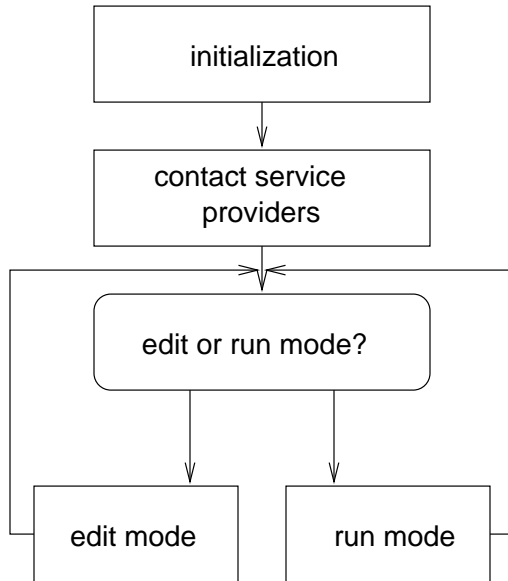 initialization
contact service
providers
edit or run mode?
edit mode
run mode